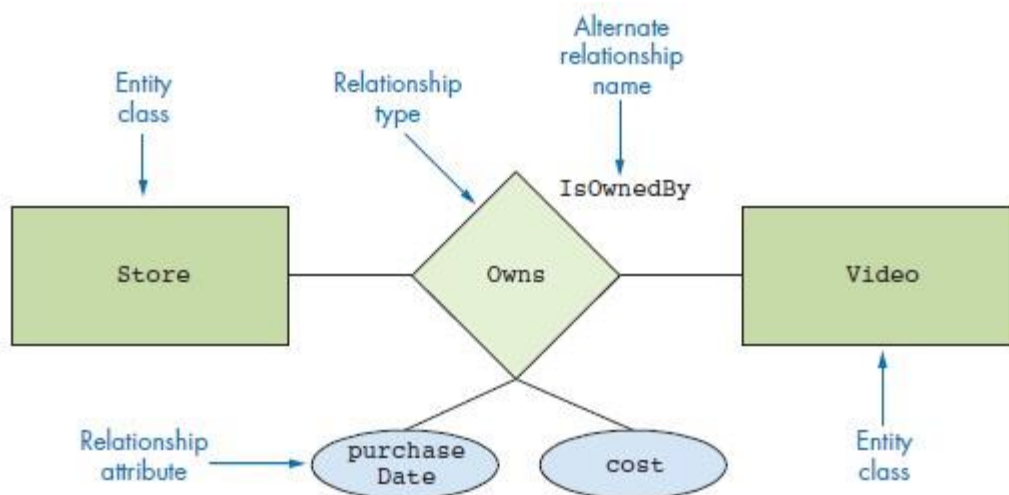 Alternate
relationship
name
Entity
class
Relationship
type
IsOwnedBy
Store
Owns
Video
Relationship
attribute
purchase
Date
cost
Entity
class